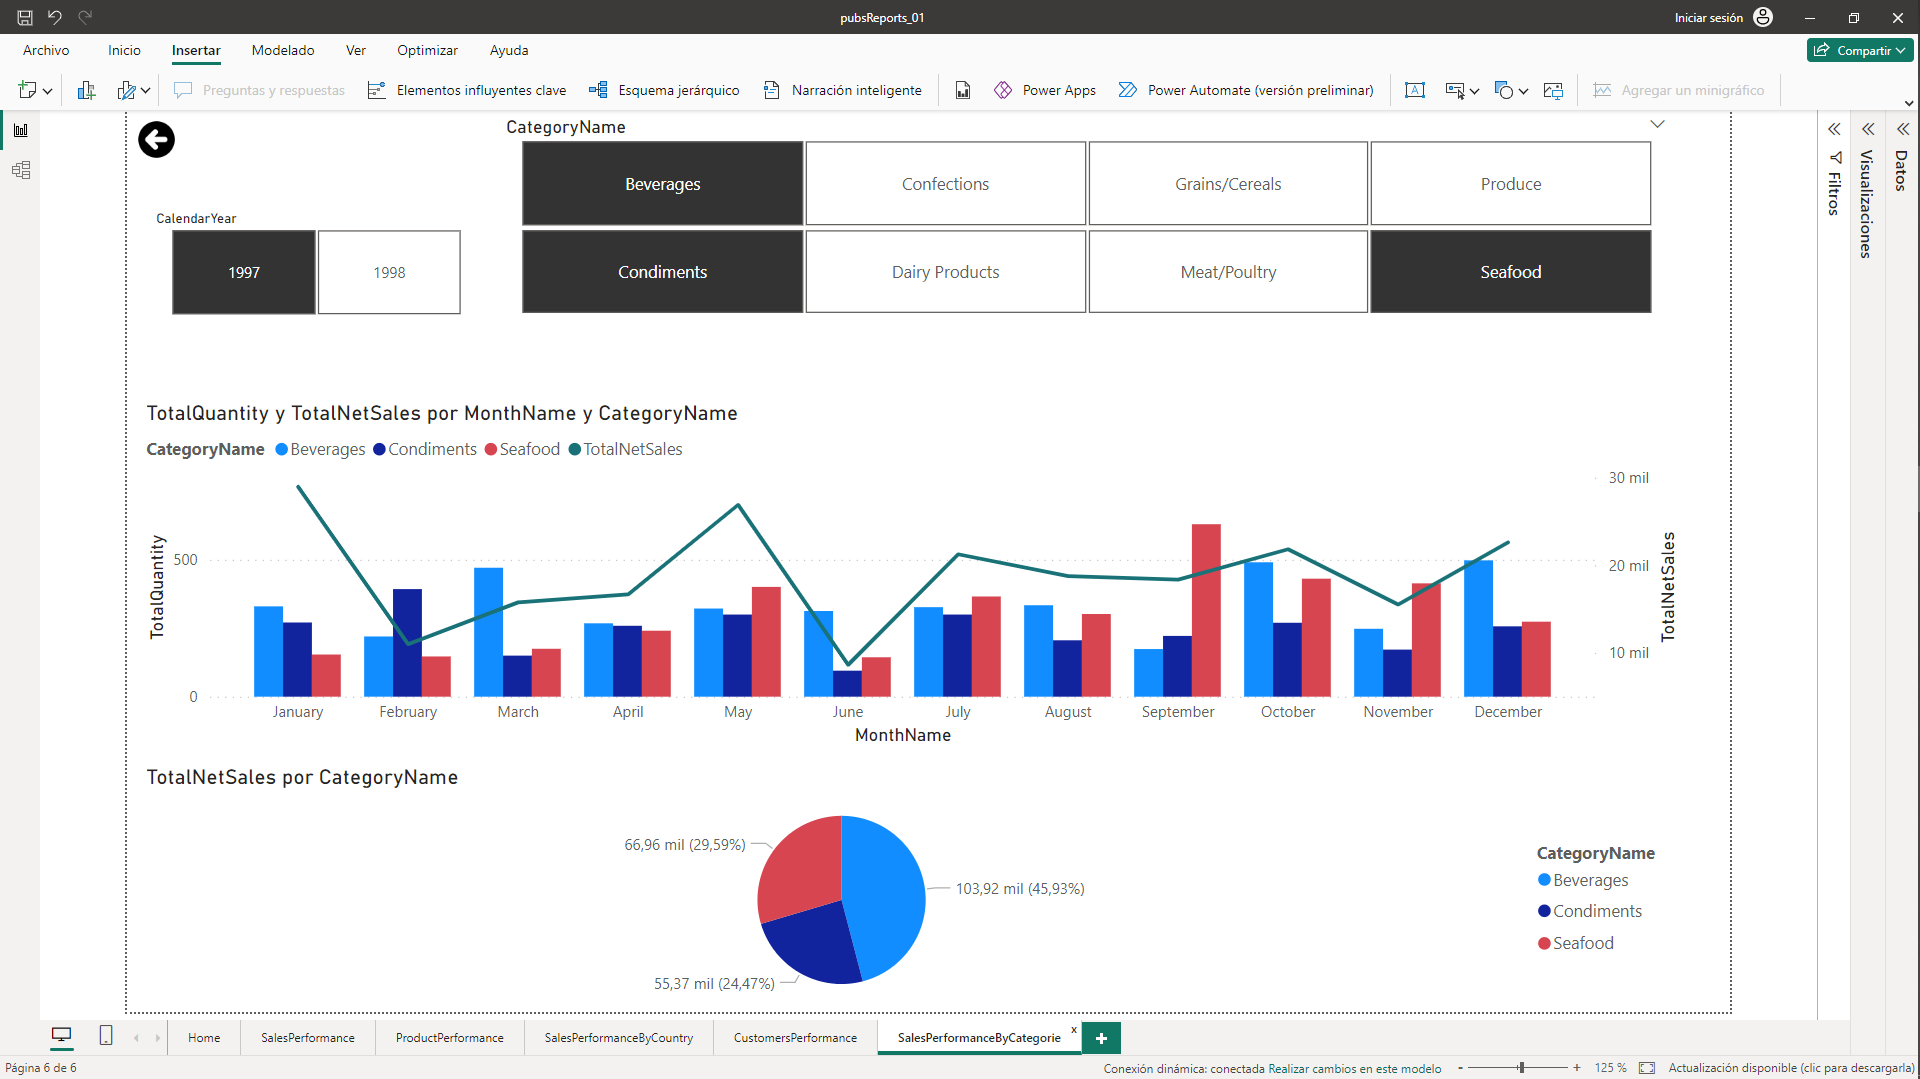 pubsReports_01
Iniciar sesión
Archivo Inicio Insertar Modelado Ver Optimizar Ayuda
Compartir
Preguntas y respuestas Elementos influyentes clave Esquema jerárquico Narración inteligente Power Apps Power Automate (versión preliminar) Agregar un minigráfico
CategoryName
Beverages Confections Grains/Cereals Produce
Condiments Dairy Products Meat/Poultry Seafood
CalendarYear
1997 1998
Filtros
Visualizaciones
Datos
TotalQuantity y TotalNetSales por MonthName y CategoryName
CategoryName Beverages Condiments Seafood TotalNetSales
TotalQuantity
500
0
30 mil
20 mil
10 mil
TotalNetSales
January February March April May June July August September October November December
MonthName
TotalNetSales por CategoryName
66,96 mil (29,59%)
103,92 mil (45,93%)
55,37 mil (24,47%)
CategoryName
Beverages
Condiments
Seafood
Home SalesPerformance ProductPerformance SalesPerformanceByCountry CustomersPerformance SalesPerformanceByCategorie x +
Página 6 de 6
Conexión dinámica: conectada Realizar cambios en este modelo - + 125 % Actualización disponible (clic para descargarla)